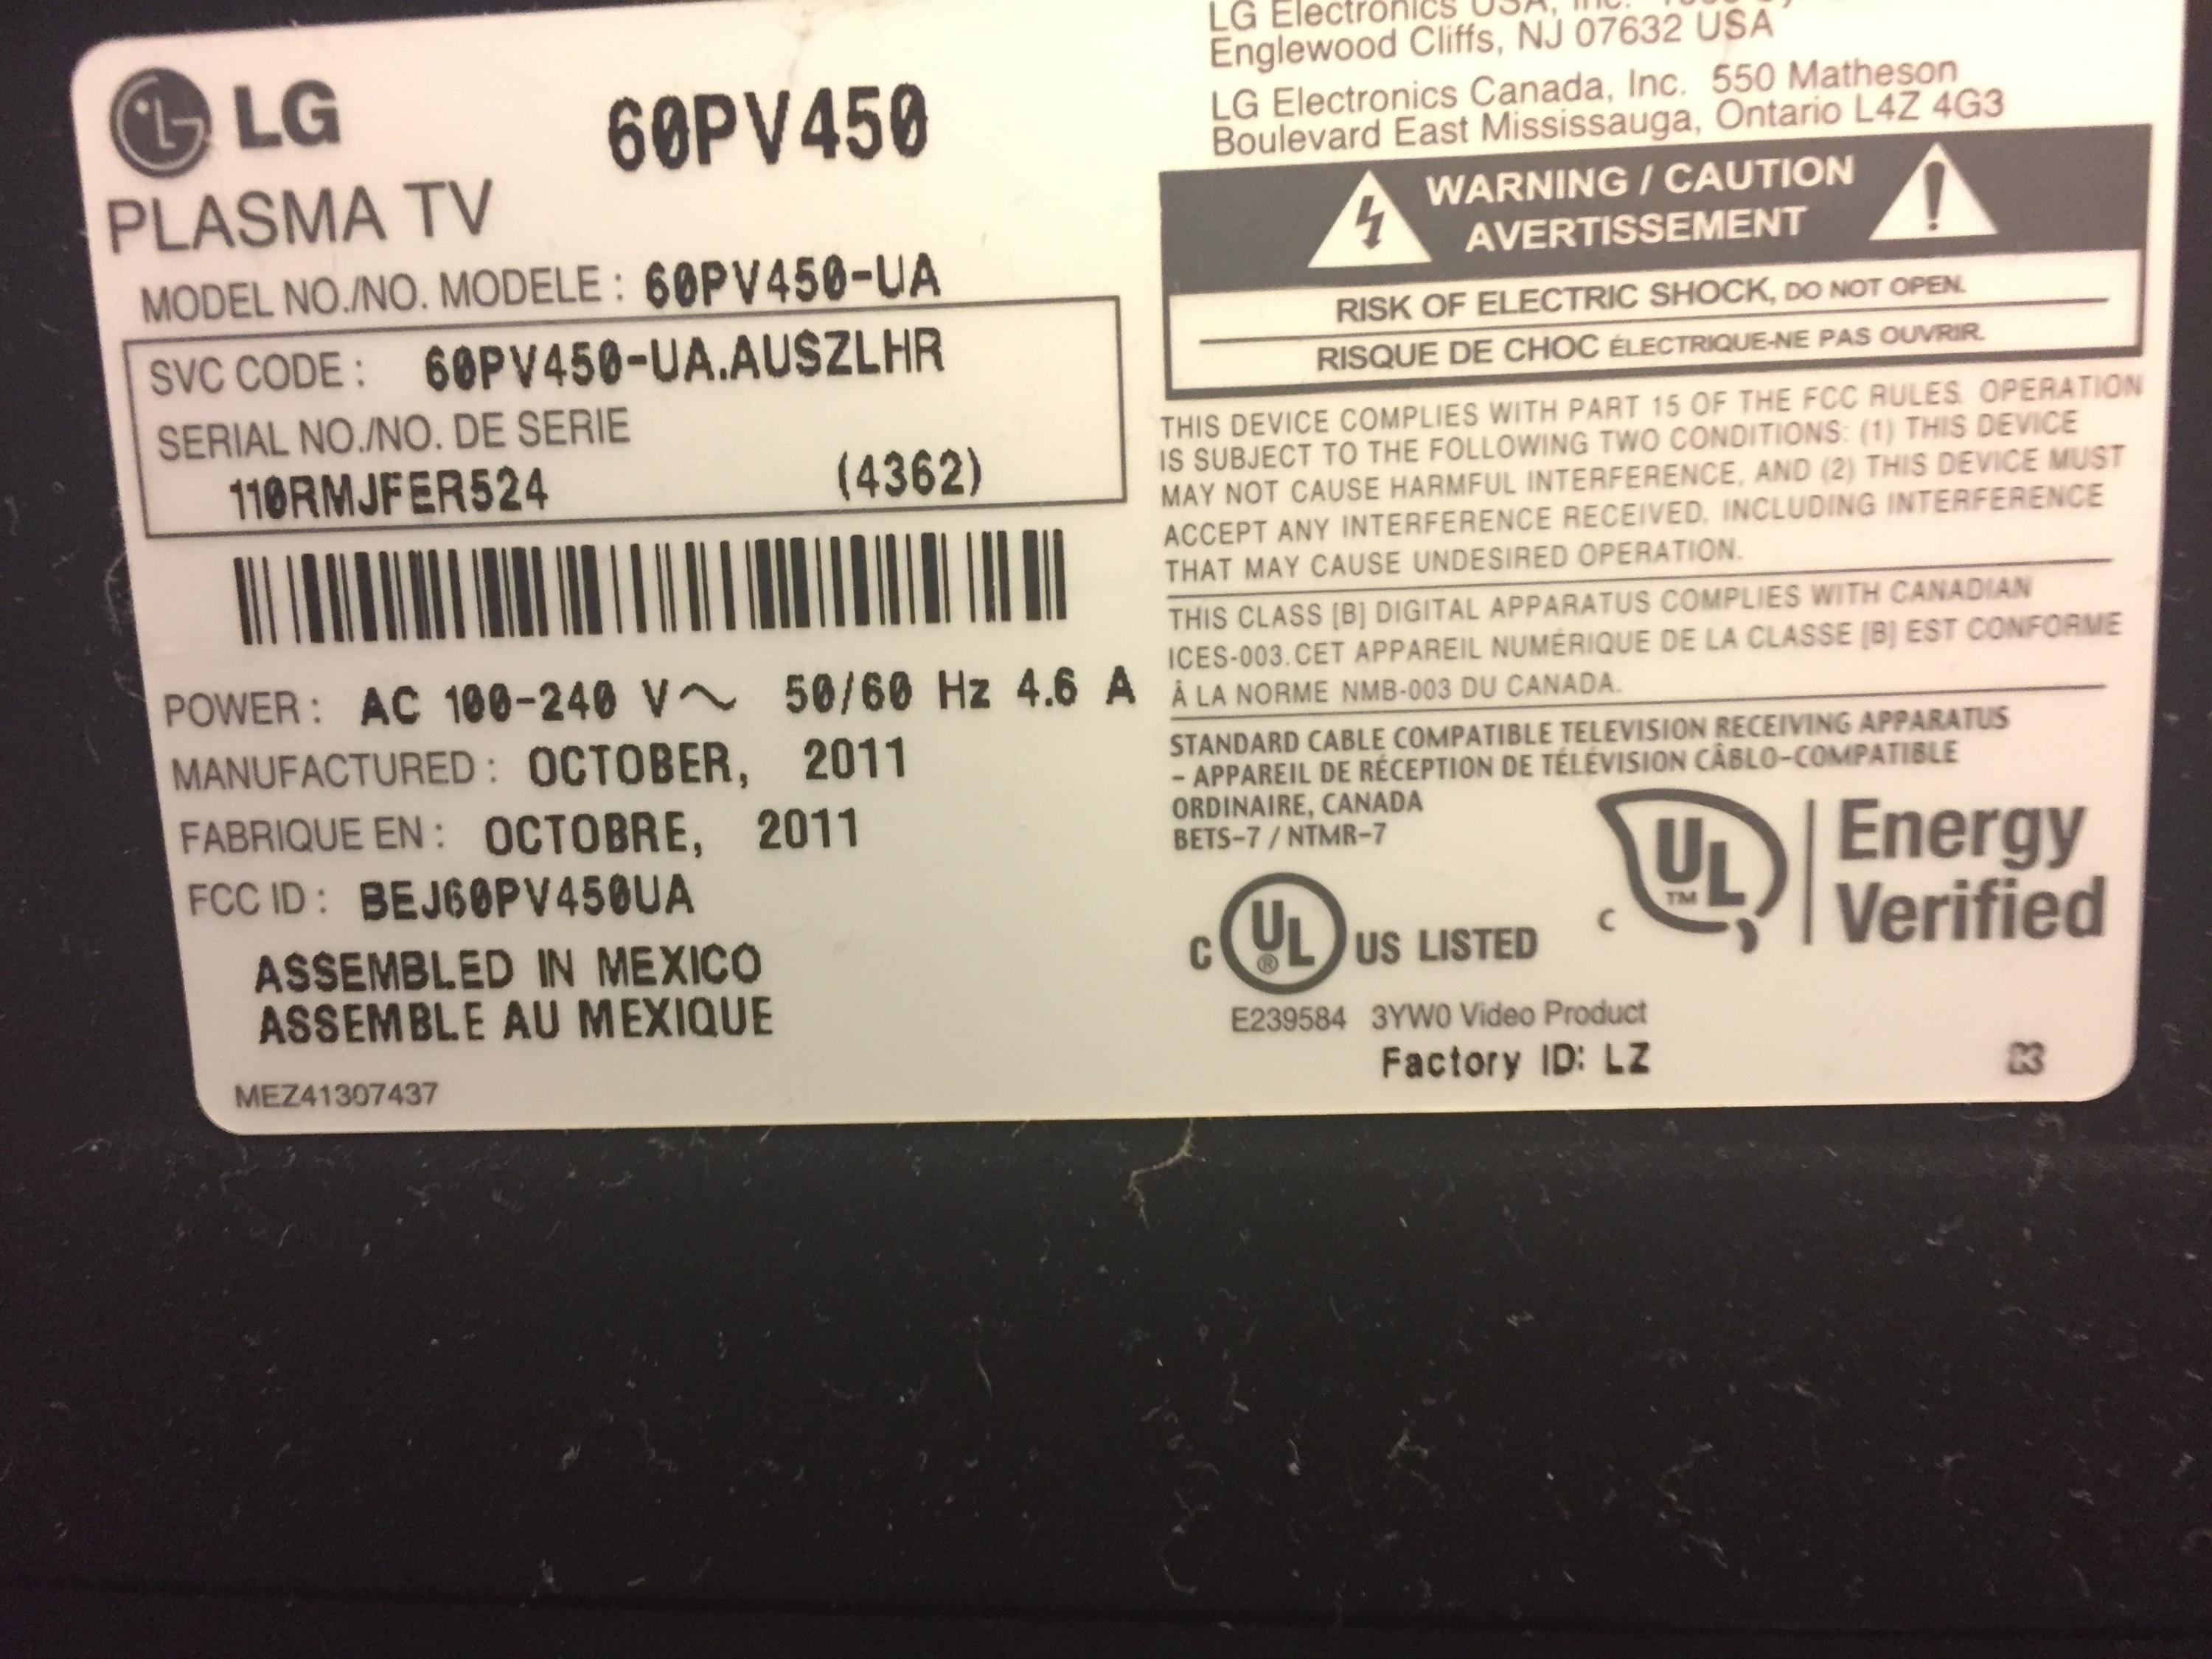 LG
60PV450
PLASMA TV
MODEL NO./NO. MODELE : 60PV450-UA
SVC CODE : 60PV450-UA.AUSZLHR
SERIAL NO./NO. DE SERIE
110RMJFER524 (4362)
POWER : AC 100-240 V~ 50/60 Hz 4.6 A
MANUFACTURED : OCTOBER, 2011
FABRIQUE EN : OCTOBRE, 2011
FCC ID : BEJ60PV450UA
ASSEMBLED IN MEXICO
ASSEMBLE AU MEXIQUE
MEZ41307437
LG Electronics USA, Inc.
Englewood Cliffs, NJ 07632 USA
LG Electronics Canada, Inc. 550 Matheson
Boulevard East Mississauga, Ontario L4Z 4G3
WARNING / CAUTION
AVERTISSEMENT
RISK OF ELECTRIC SHOCK, DO NOT OPEN.
RISQUE DE CHOC ÉLECTRIQUE-NE PAS OUVRIR.
THIS DEVICE COMPLIES WITH PART 15 OF THE FCC RULES. OPERATION
IS SUBJECT TO THE FOLLOWING TWO CONDITIONS: (1) THIS DEVICE
MAY NOT CAUSE HARMFUL INTERFERENCE, AND (2) THIS DEVICE MUST
ACCEPT ANY INTERFERENCE RECEIVED, INCLUDING INTERFERENCE
THAT MAY CAUSE UNDESIRED OPERATION.
THIS CLASS [B] DIGITAL APPARATUS COMPLIES WITH CANADIAN
ICES-003. CET APPAREIL NUMÉRIQUE DE LA CLASSE [B] EST CONFORME
À LA NORME NMB-003 DU CANADA.
STANDARD CABLE COMPATIBLE TELEVISION RECEIVING APPARATUS
- APPAREIL DE RÉCEPTION DE TÉLÉVISION CÂBLO-COMPATIBLE
ORDINAIRE, CANADA
BETS-7 / NTMR-7
C UL ® US LISTED
C UL TM Energy
Verified
E239584 3YW0 Video Product
Factory ID: LZ